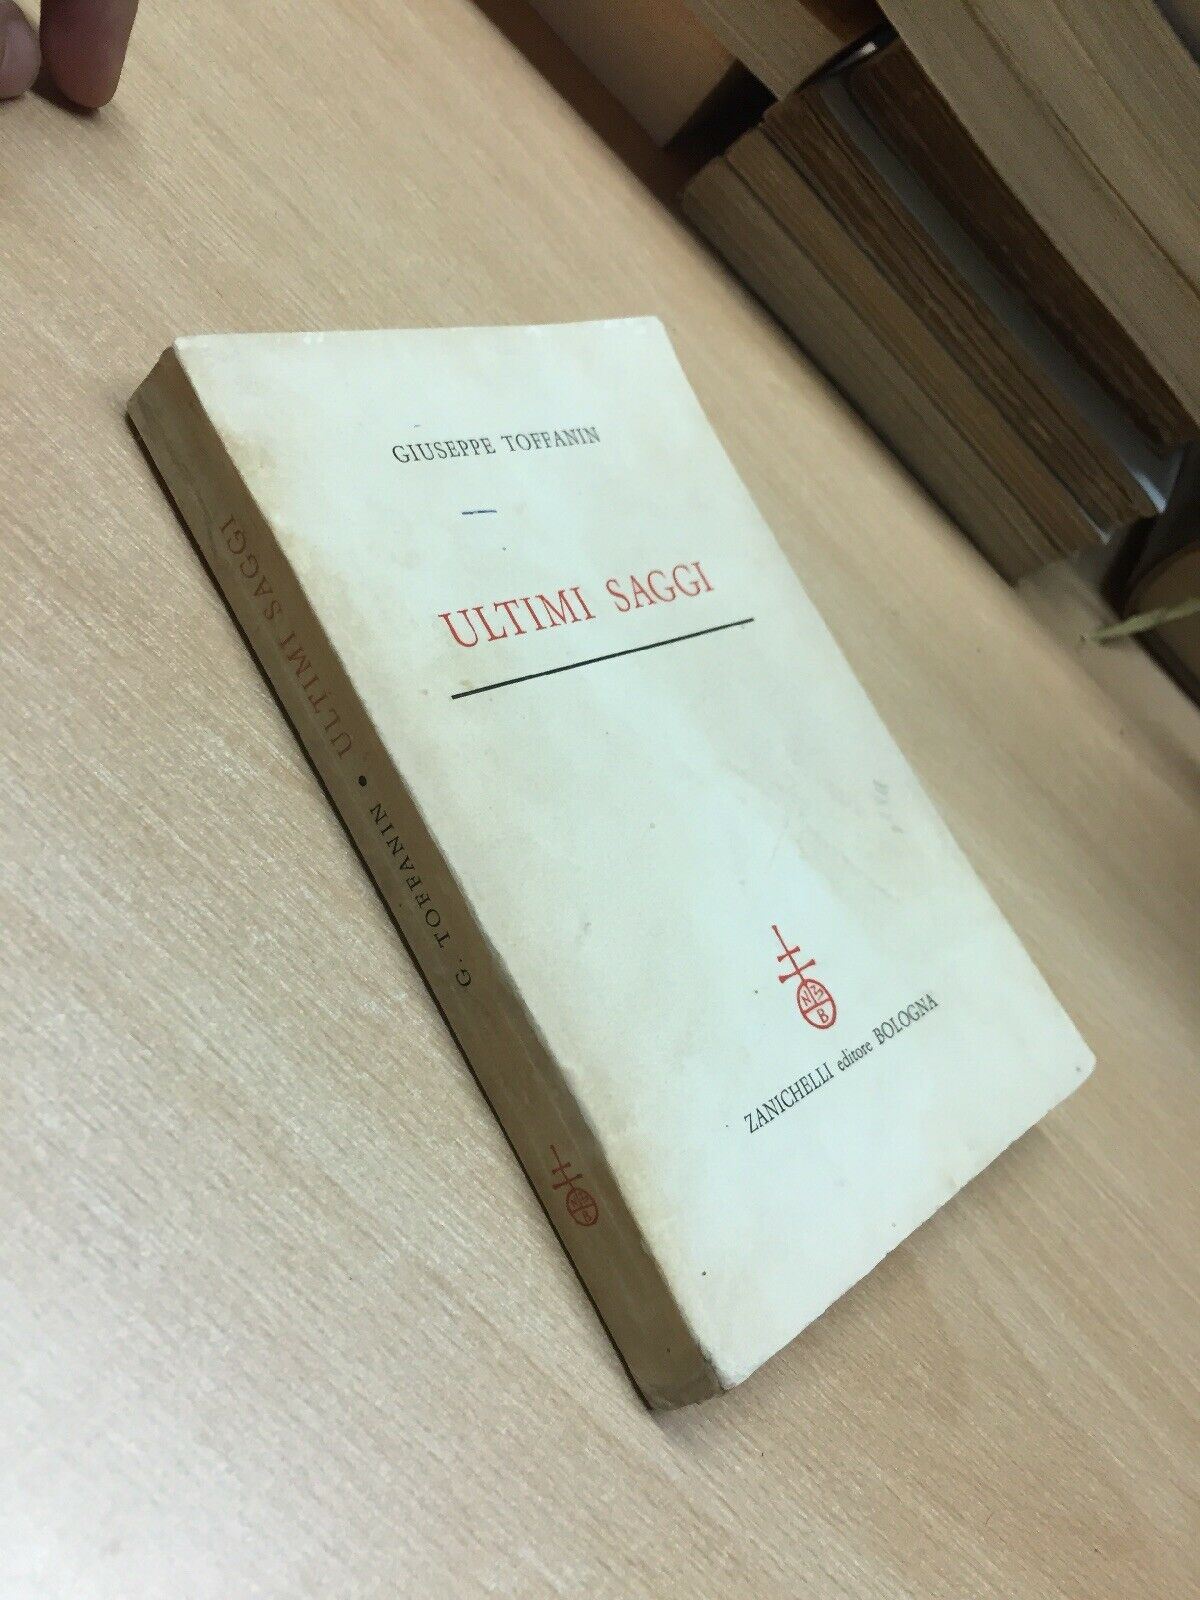 GIUSEPPE TOFFANIN
ULTIMI SAGGI
N Z
B
ZANICHELLI editore BOLOGNA
G. TOFFANIN • ULTIMI SAGGI